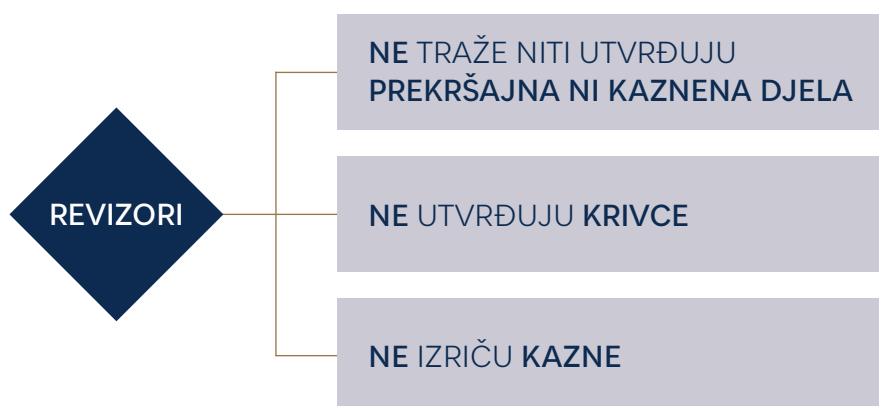 REVIZORI
NE TRAŽE NITI UTVRĐUJU
PREKRŠAJNA NI KAZNENA DJELA
NE UTVRĐUJU KRIVCE
NE IZRIČU KAZNE